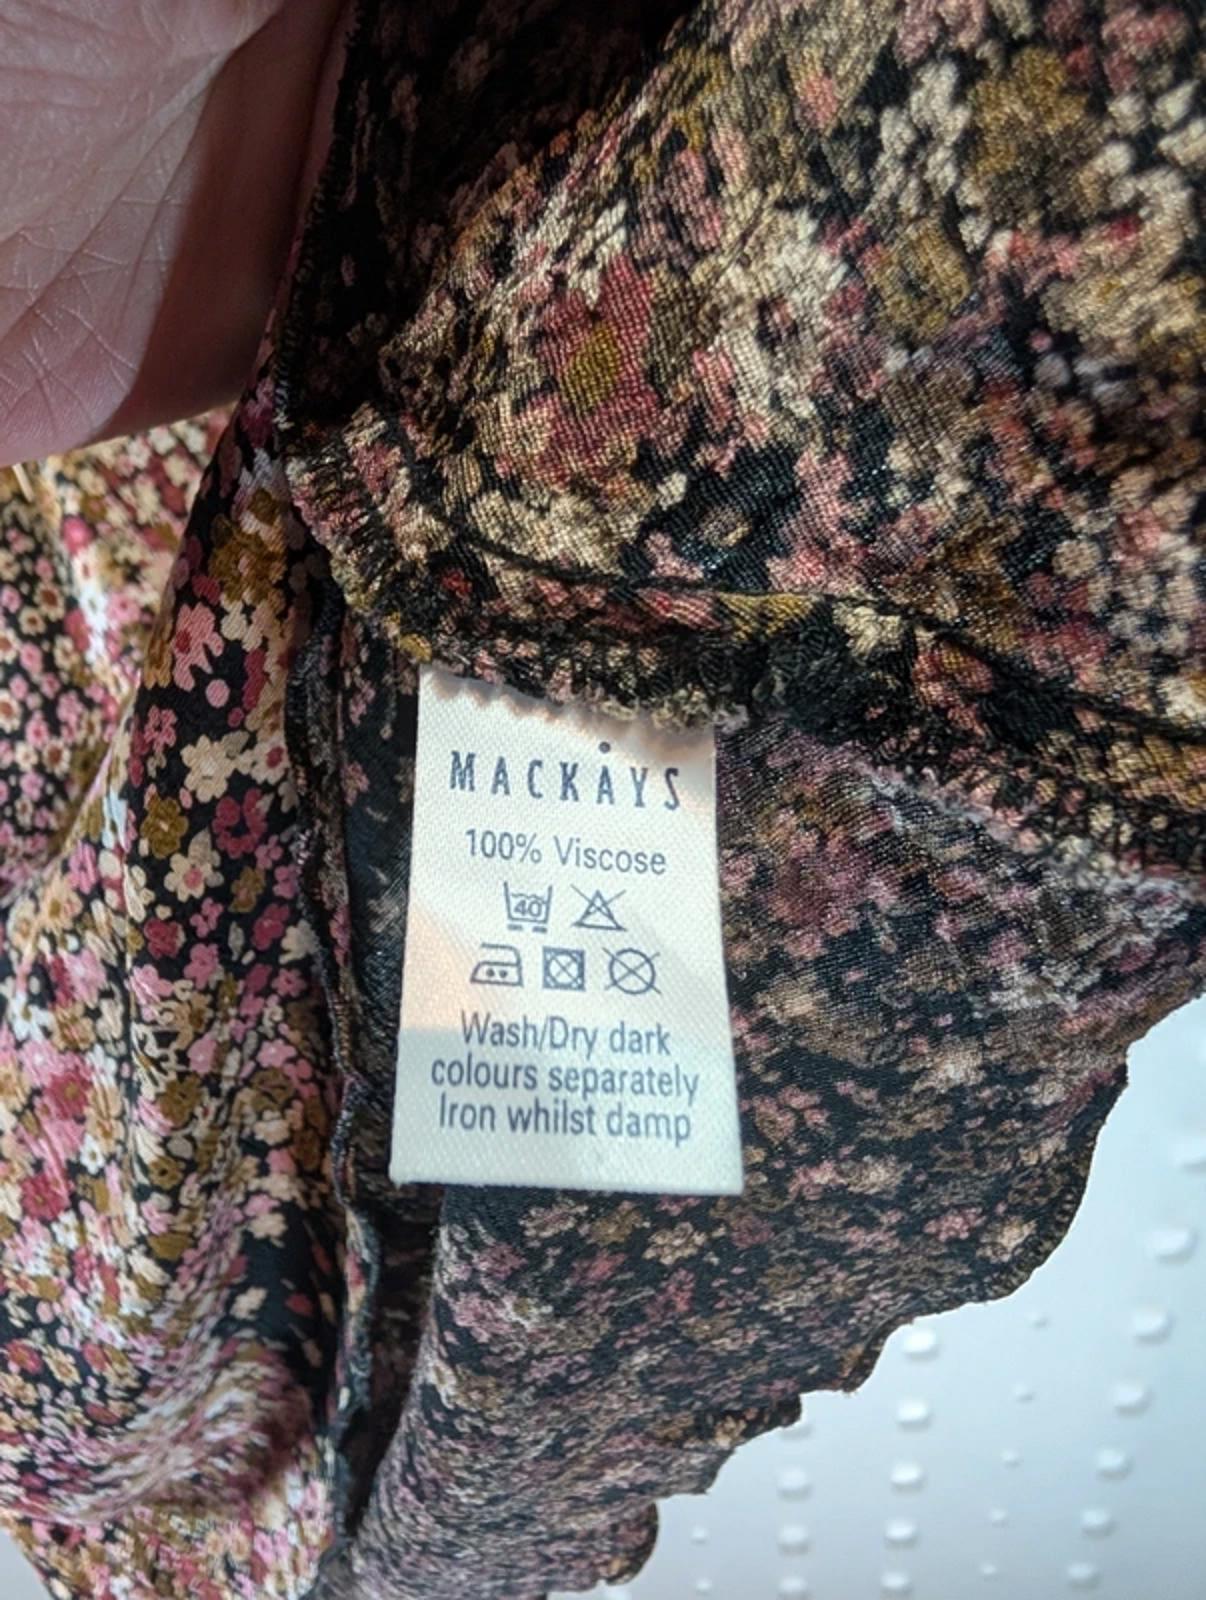 MACKAYS
100% Viscose
40
Wash/Dry dark
colours separately
Iron whilst damp